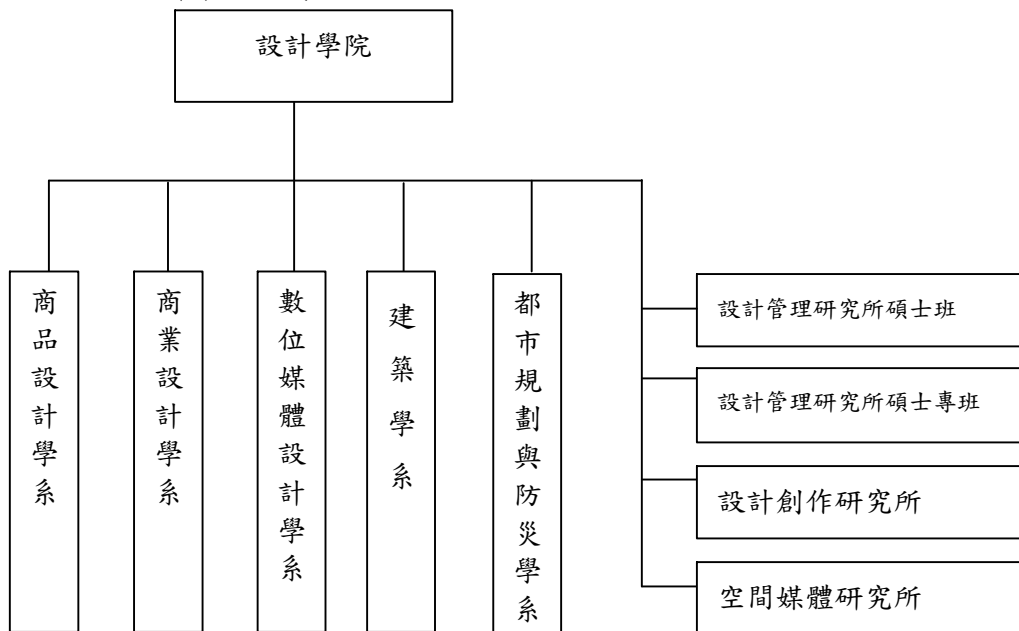 設計學院
商品設計學系
商業設計學系
數位媒體設計學系
建築學系
都市規劃與防災學系
設計管理研究所碩士班
設計管理研究所碩士專班
設計創作研究所
空間媒體研究所